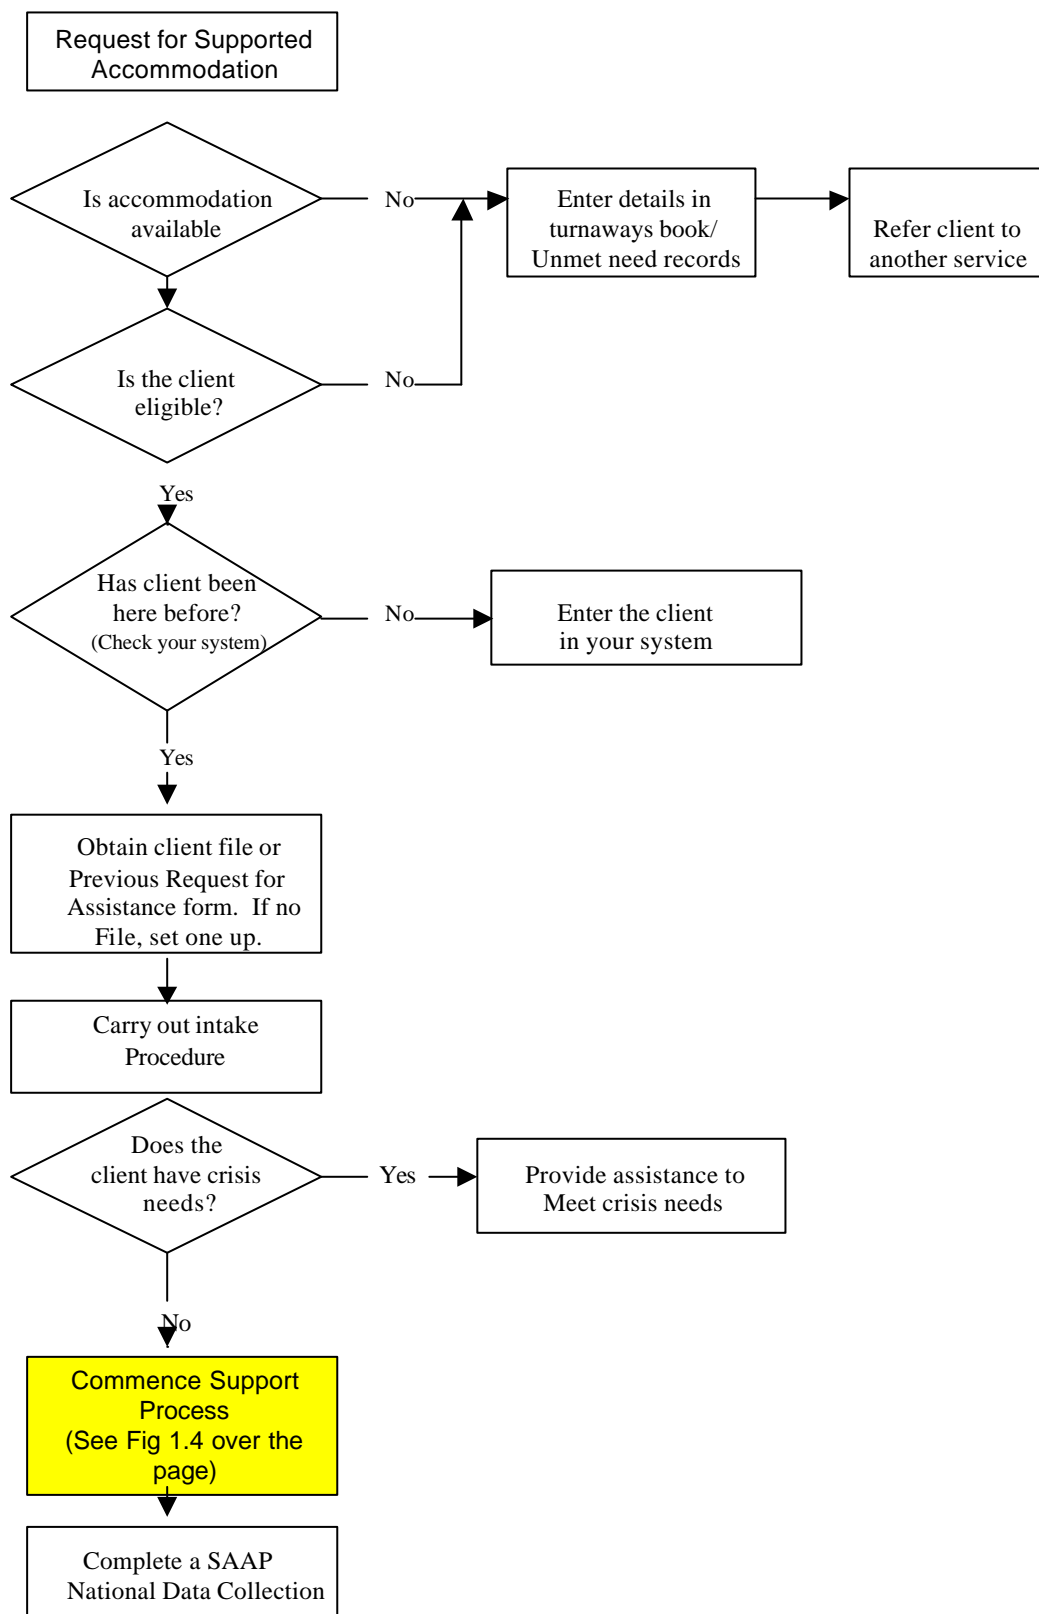 Request for Supported
Accommodation
Is accommodation
available
No
Enter details in
turnaways book/
Unmet need records
Refer client to
another service
Is the client
eligible?
No
Yes
Has client been
here before?
(Check your system)
No
Enter the client
in your system
Yes
Obtain client file or
Previous Request for
Assistance form.  If no
File, set one up.
Carry out intake
Procedure
Does the
client have crisis
needs?
Yes
Provide assistance to
Meet crisis needs
No
Commence Support
Process
(See Fig 1.4 over the
page)
Complete a SAAP
National Data Collection